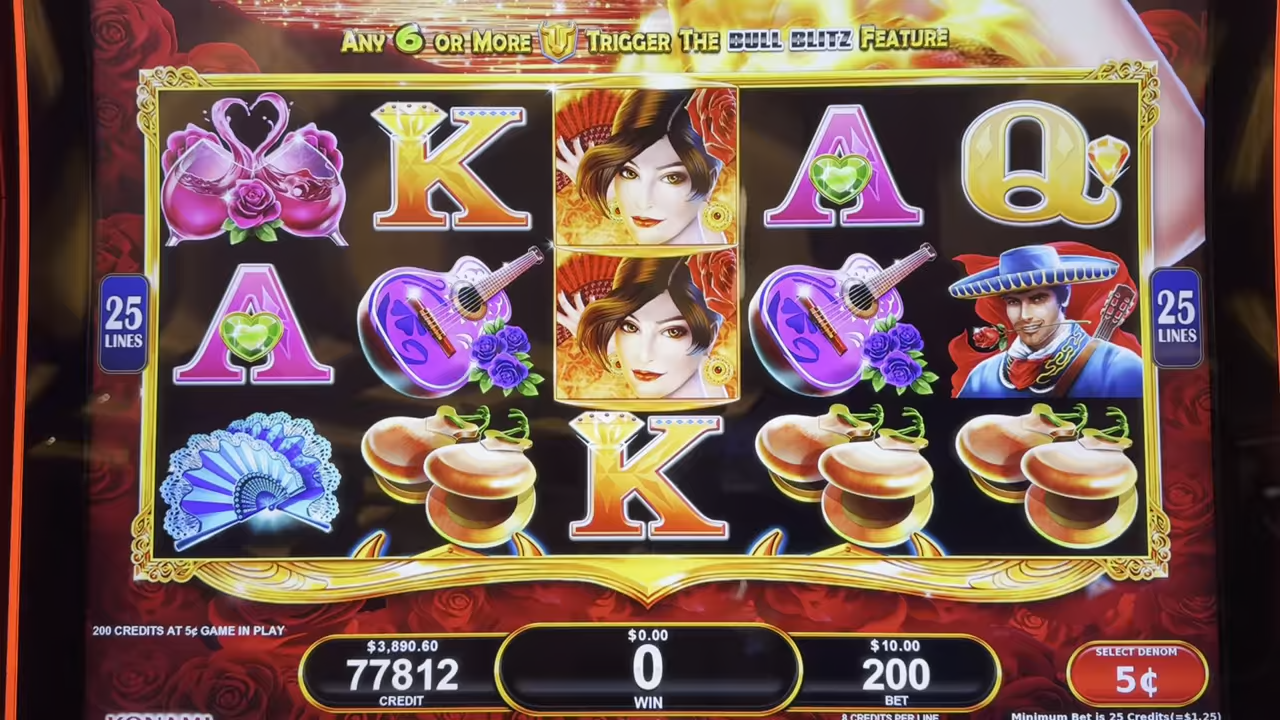 ANY 6 OR MORE TRIGGER THE BULL BLITZ FEATURE
K
A
Q
25 LINES
A
25 LINES
K
200 CREDITS AT 5¢ GAME IN PLAY
$3,890.60
77812
CREDIT
$0.00
0
WIN
$10.00
200
BET
8 CREDITS PER LINE
SELECT DENOM
5¢
KONAMI
Minimum Bet is 25 Credits(=$1.25)